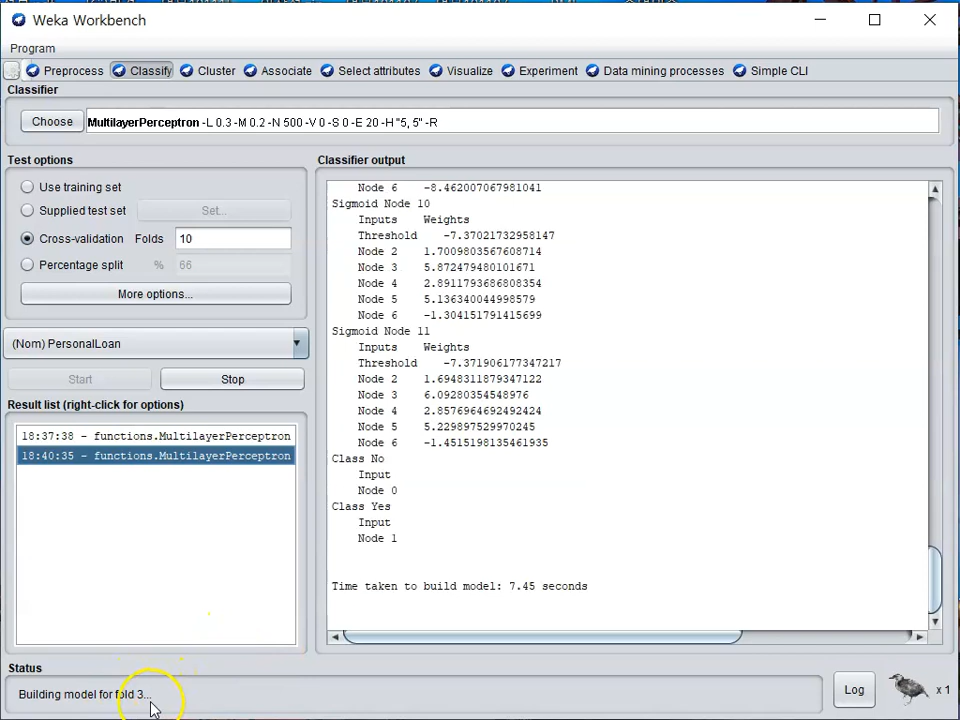 Weka Workbench
Program
Preprocess Classify Cluster Associate Select attributes Visualize Experiment Data mining processes Simple CLI
Classifier
Choose MultilayerPerceptron -L 0.3 -M 0.2 -N 500 -V 0 -S 0 -E 20 -H "5, 5" -R
Test options
Use training set
Supplied test set Set...
Cross-validation Folds 10
Percentage split % 66
More options...
(Nom) PersonalLoan
Start Stop
Result list (right-click for options)
18:37:38 - functions.MultilayerPerceptron
18:40:35 - functions.MultilayerPerceptron
Classifier output
Node 6 -8.462007067981041
Sigmoid Node 10
Inputs Weights
Threshold -7.37021732958147
Node 2 1.7009803567608714
Node 3 5.872479480101671
Node 4 2.8911793686808354
Node 5 5.136340044998579
Node 6 -1.304151791415699
Sigmoid Node 11
Inputs Weights
Threshold -7.371906177347217
Node 2 1.6948311879347122
Node 3 6.09280354548976
Node 4 2.8576964692492424
Node 5 5.229897529970245
Node 6 -1.4515198135461935
Class No
Input
Node 0
Class Yes
Input
Node 1
Time taken to build model: 7.45 seconds
Status
Building model for fold 3...
Log x 1